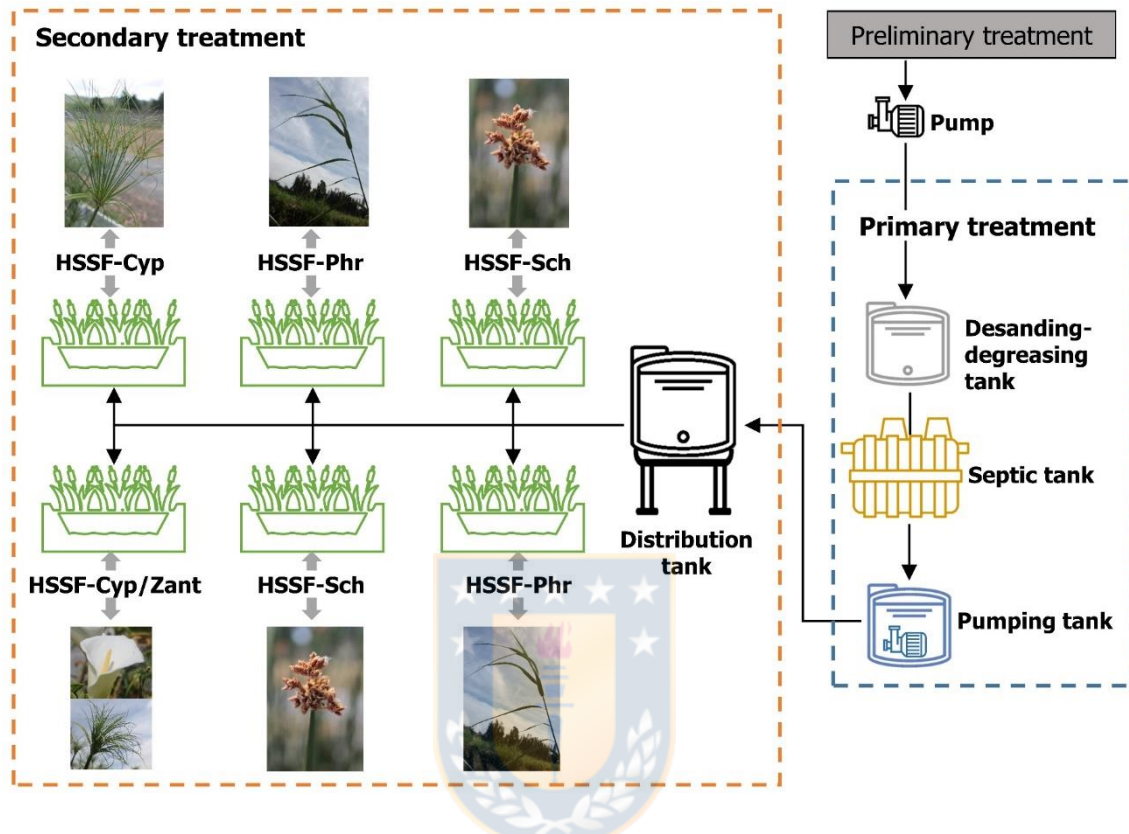 Secondary treatment
HSSF-Cyp
HSSF-Phr
HSSF-Sch
HSSF-Cyp/Zant
HSSF-Sch
HSSF-Phr
Distribution
tank
Preliminary treatment
Pump
Primary treatment
Desanding-
degreasing
tank
Septic tank
Pumping tank